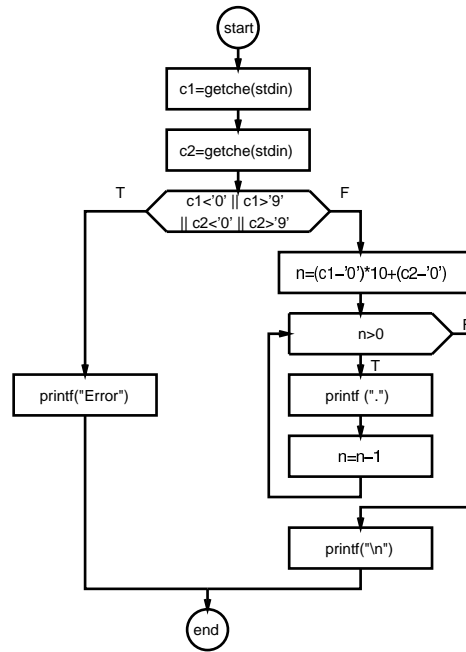 start
c1=getche(stdin)
c2=getche(stdin)
T
c1<'0' || c1>'9'
|| c2<'0' || c2>'9'
F
n=(c1–'0')*10+(c2–'0')
n>0
F
T
printf("Error")
printf (".")
n=n–1
printf("\n")
end